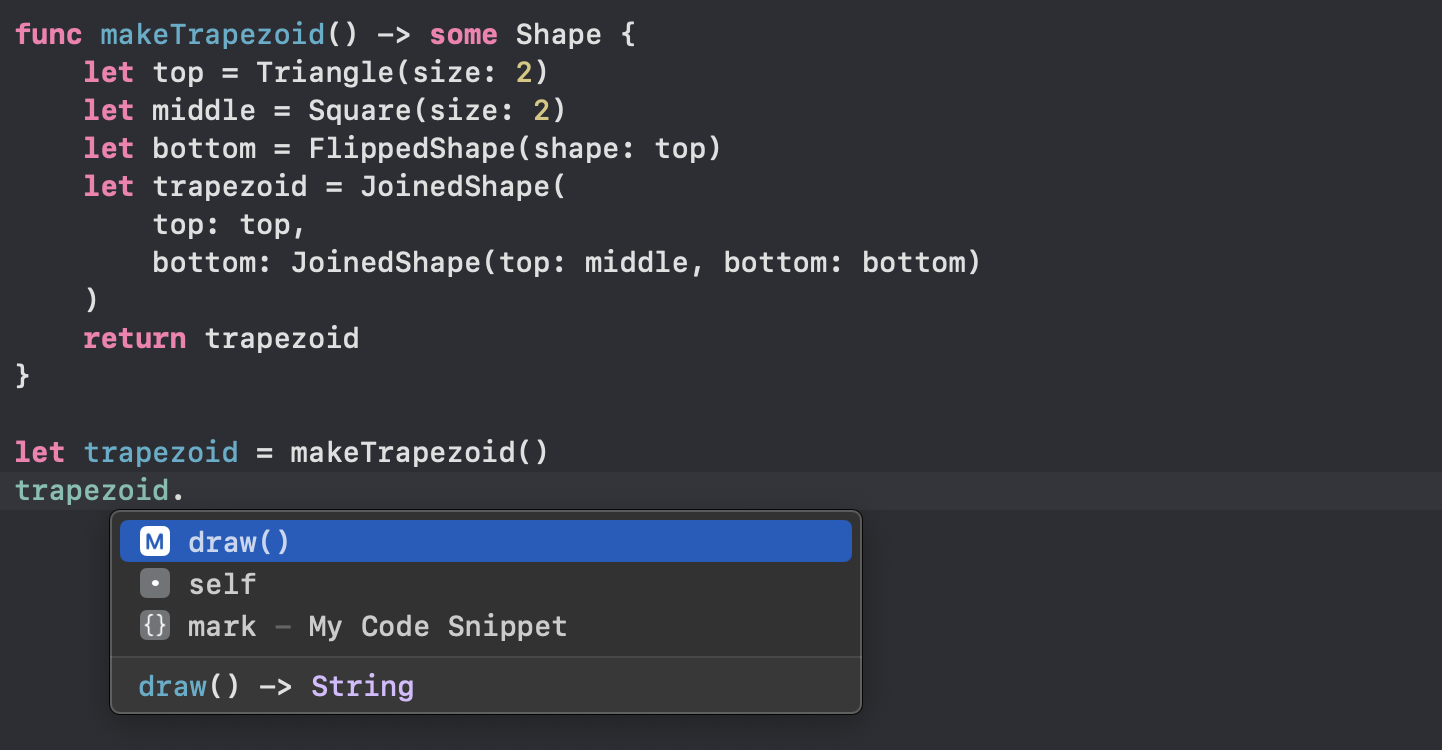 func makeTrapezoid() -> some Shape {
    let top = Triangle(size: 2)
    let middle = Square(size: 2)
    let bottom = FlippedShape(shape: top)
    let trapezoid = JoinedShape(
        top: top,
        bottom: JoinedShape(top: middle, bottom: bottom)
    )
    return trapezoid
}
let trapezoid = makeTrapezoid()
trapezoid.
M draw()
self
{} mark – My Code Snippet
draw() -> String